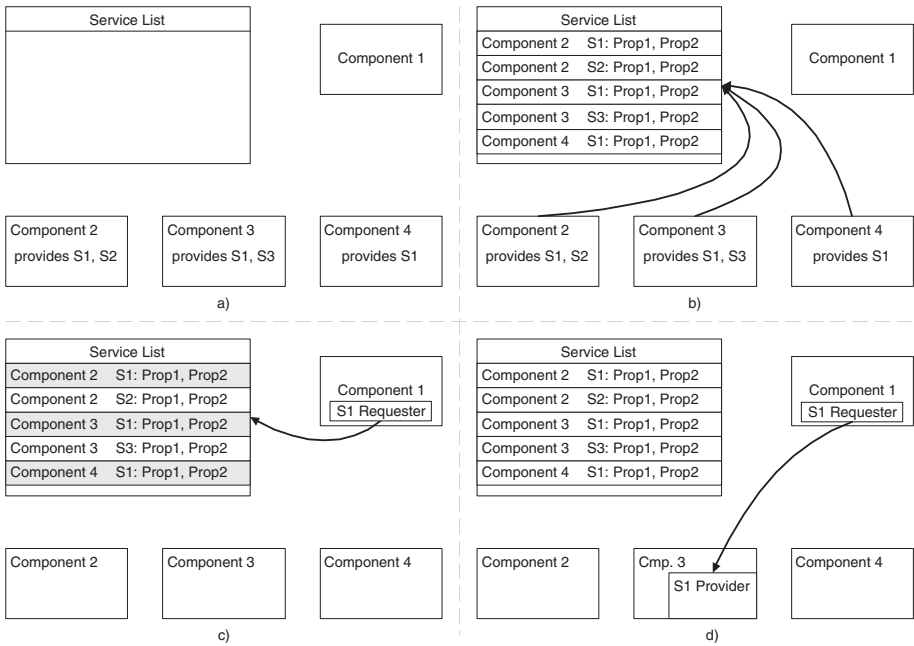 Service List
Component 1
Component 2
provides S1, S2
Component 3
provides S1, S3
Component 4
provides S1
a)
Service List
Component 2 S1: Prop1, Prop2
Component 2 S2: Prop1, Prop2
Component 3 S1: Prop1, Prop2
Component 3 S3: Prop1, Prop2
Component 4 S1: Prop1, Prop2
Component 1
Component 2
provides S1, S2
Component 3
provides S1, S3
Component 4
provides S1
b)
Service List
Component 2 S1: Prop1, Prop2
Component 2 S2: Prop1, Prop2
Component 3 S1: Prop1, Prop2
Component 3 S3: Prop1, Prop2
Component 4 S1: Prop1, Prop2
Component 1
S1 Requester
Component 2
Component 3
Component 4
c)
Service List
Component 2 S1: Prop1, Prop2
Component 2 S2: Prop1, Prop2
Component 3 S1: Prop1, Prop2
Component 3 S3: Prop1, Prop2
Component 4 S1: Prop1, Prop2
Component 1
S1 Requester
Component 2
Cmp. 3
S1 Provider
Component 4
d)